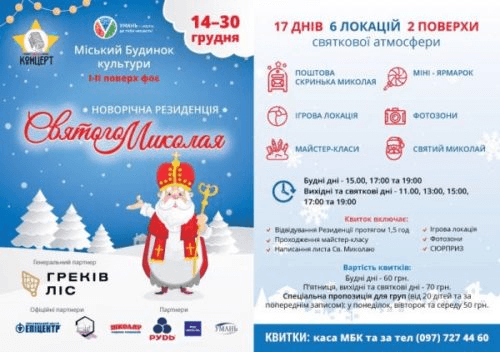 КОНЦЕРТ
УМАНЬ
14–30
грудня
Міський Будинок
культури
І-ІІ поверх фоє
НОВОРІЧНА РЕЗИДЕНЦІЯ
Святого Миколая
Генеральний партнер
ГРЕКІВ
ЛІС
Офіційні партнери
Партнери
ЕПІЦЕНТР
ШКОЛЯР
РУДЬ
УМАНЬ
17 ДНІВ 6 ЛОКАЦІЙ 2 ПОВЕРХИ
святкової атмосфери
ПОШТОВА
СКРИНЬКА МИКОЛАЯ
МІНІ - ЯРМАРОК
ІГРОВА ЛОКАЦІЯ
ФОТОЗОНИ
МАЙСТЕР-КЛАСИ
СВЯТИЙ МИКОЛАЙ
Будні дні - 15.00, 17:00 та 19:00
Вихідні та святкові дні - 11.00, 13:00, 15:00,
17:00 та 19:00
Квиток включає:
Відвідування Резиденції протягом 1,5 год
Проходження майстер-класу
Написання листа Св. Миколаю
Ігрова локація
Фотозони
СЮРПРИЗ
Вартість квитків:
Будні дні - 60 грн.
П'ятниця, вихідні та святкові дні - 70 грн.
Спеціальна пропозиція для груп (від 20 дітей та за
попереднім записом): у понеділок, вівторок та середу 50 грн.
КВИТКИ: каса МБК та за тел (097) 727 44 60